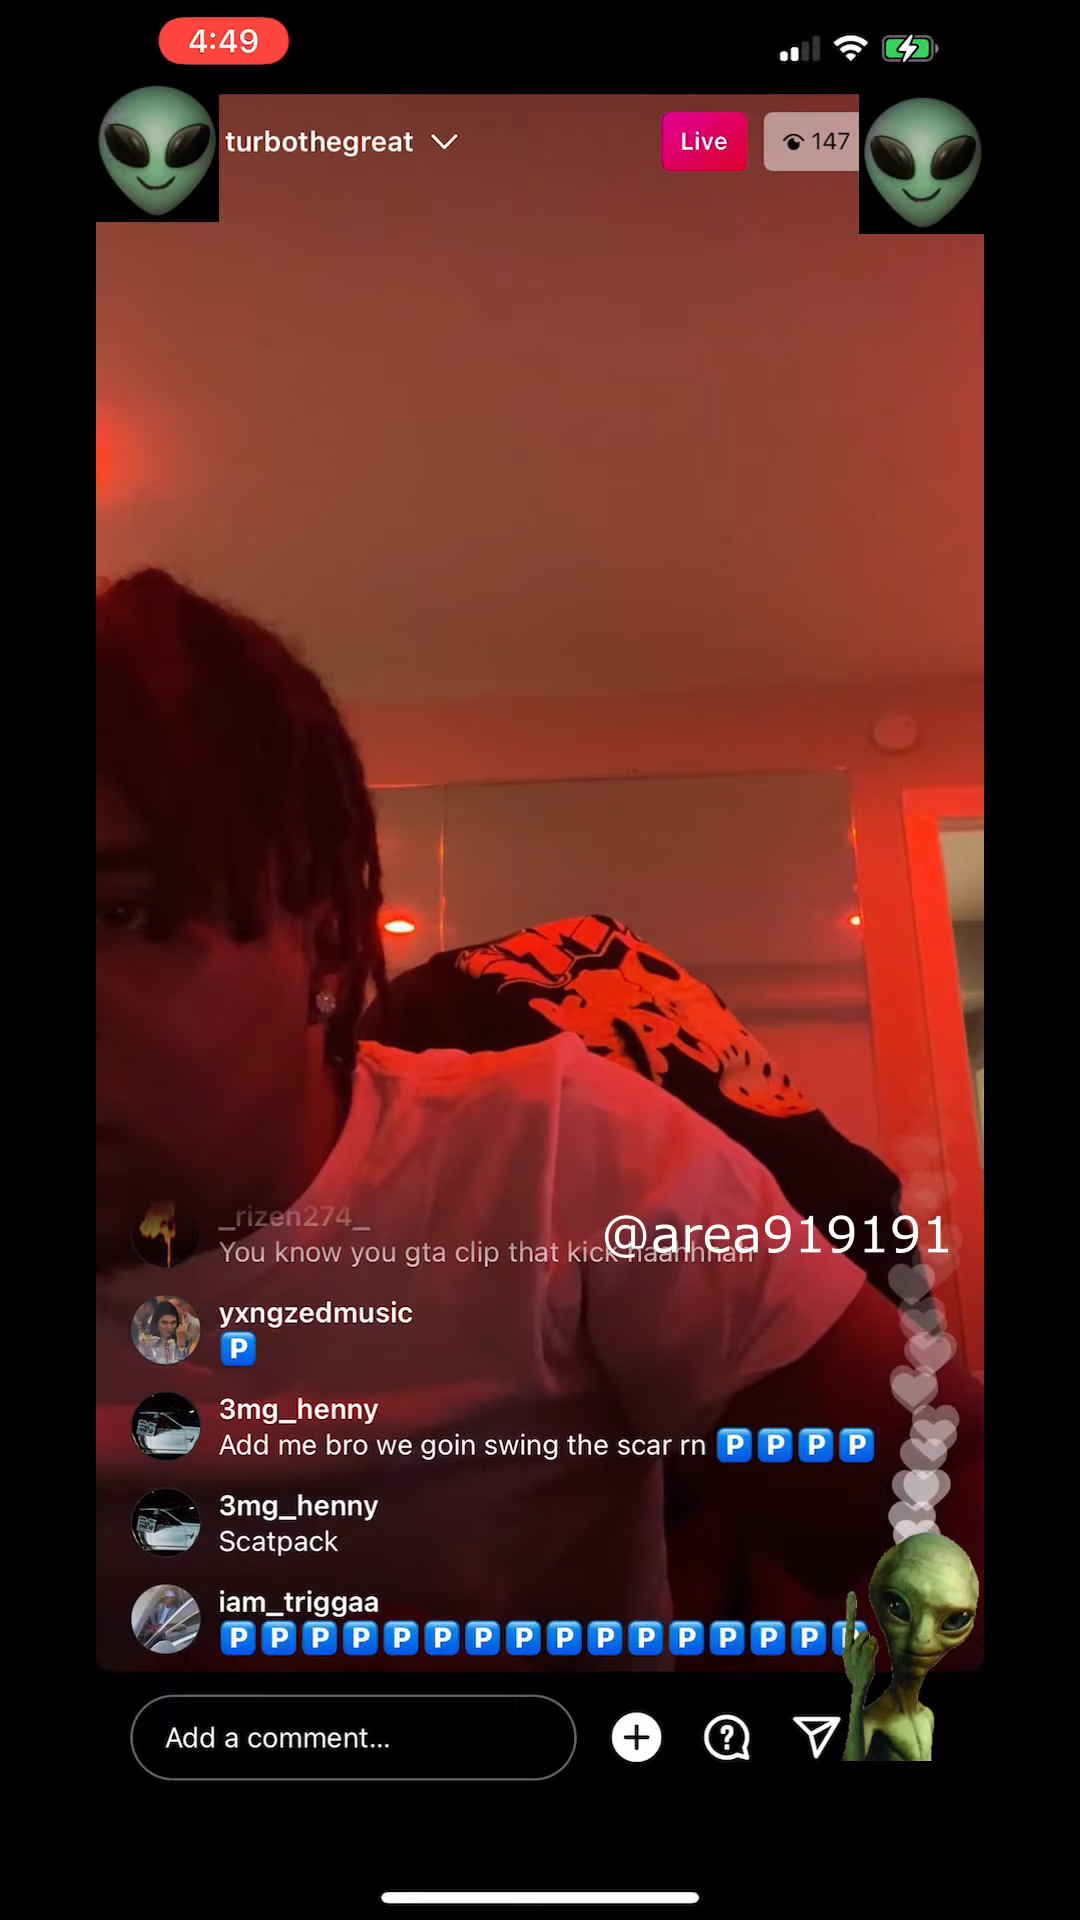 4:49
turbothegreat
Live
147
_rizen274_
You know you gta clip that kick haahhhah
@area919191
yxngzedmusic
🅿️
3mg_henny
Add me bro we goin swing the scar rn 🅿️🅿️🅿️🅿️
3mg_henny
Scatpack
iam_triggaa
🅿️🅿️🅿️🅿️🅿️🅿️🅿️🅿️🅿️🅿️🅿️🅿️🅿️🅿️🅿️🅿️
Add a comment...